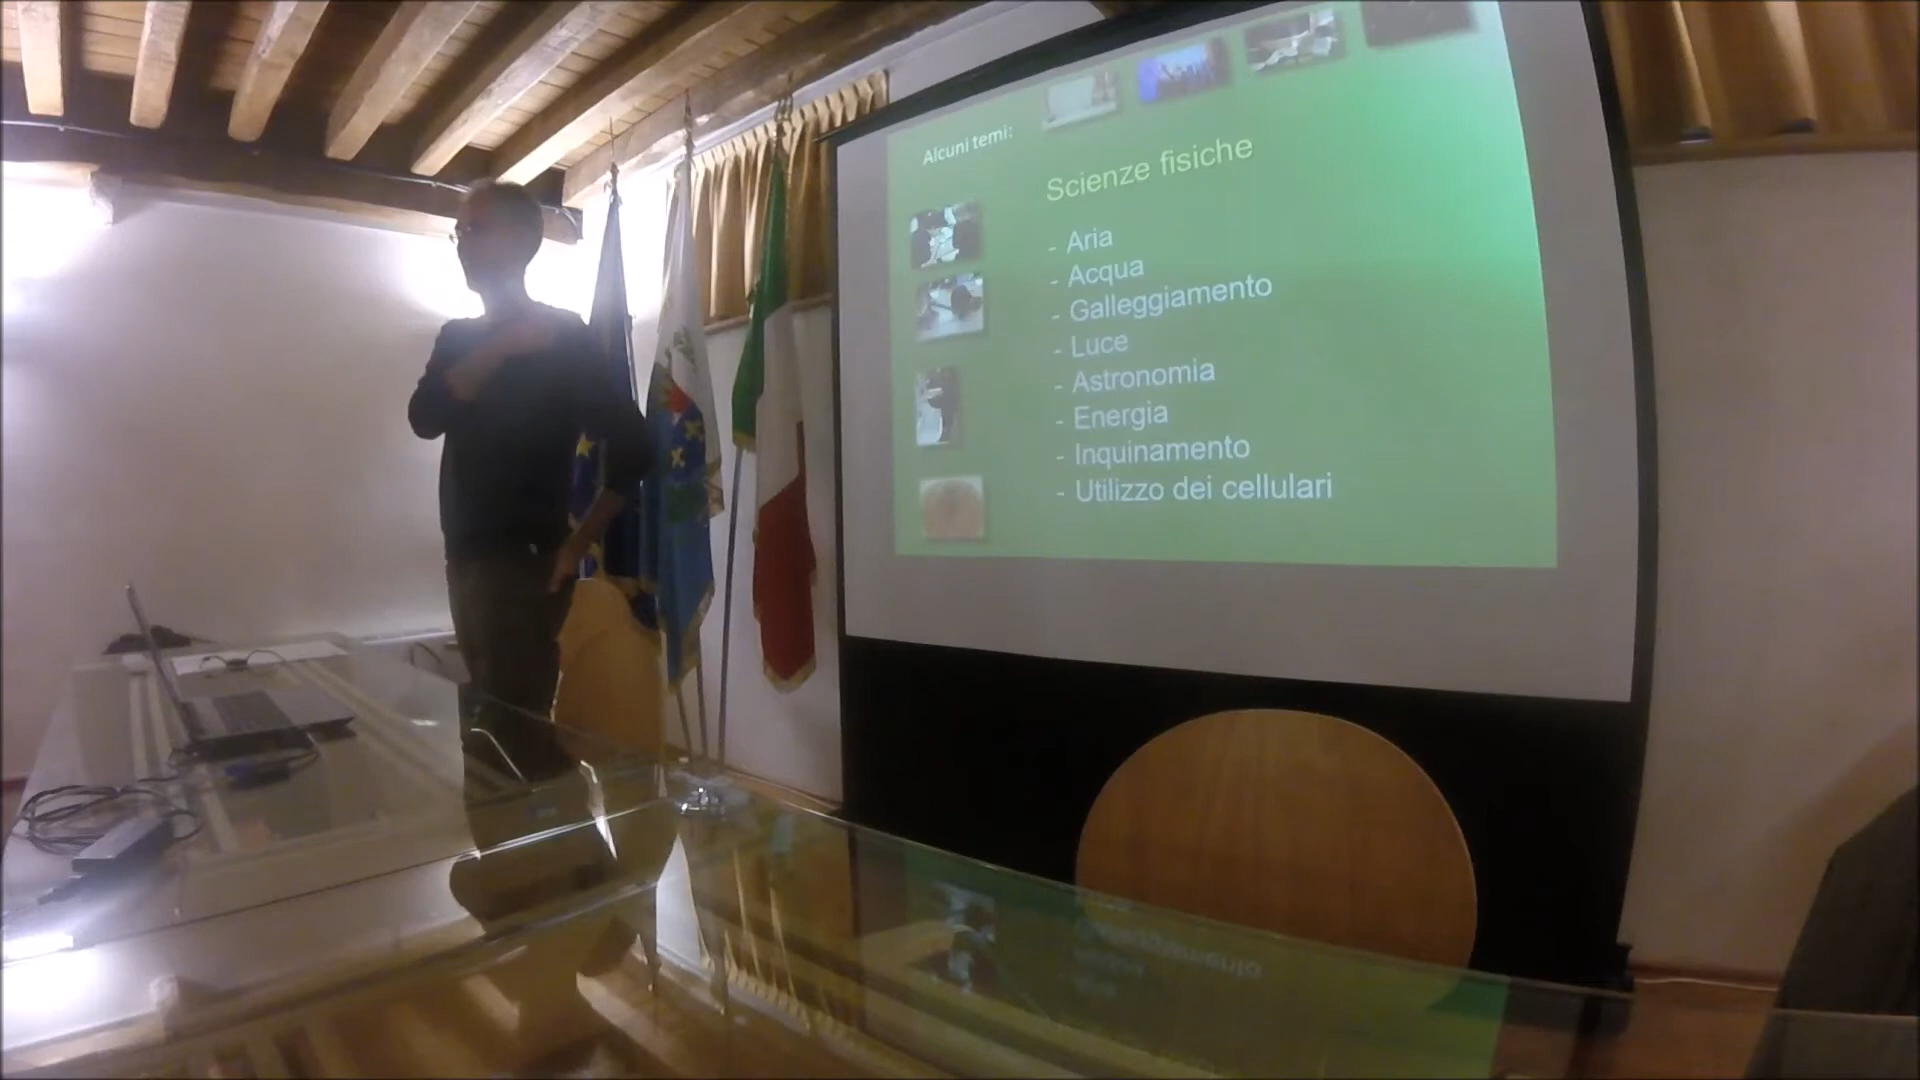 Alcuni temi:
Scienze fisiche
- Aria
- Acqua
- Galleggiamento
- Luce
- Astronomia
- Energia
- Inquinamento
- Utilizzo dei cellulari